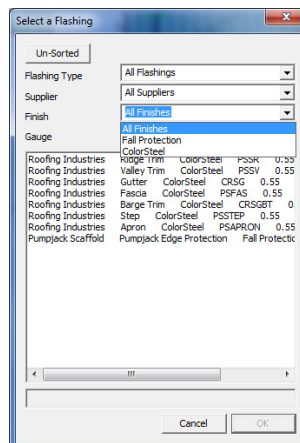 Select a Flashing
x
Un-Sorted
Flashing Type All Flashings
Supplier All Suppliers
Finish All Finishes
All Finishes
Fall Protection
Gauge ColorSteel
Roofing Industries Ridge Trim ColorSteel PSSR 0.55
Roofing Industries Valley Trim ColorSteel PSSV 0.55
Roofing Industries Gutter ColorSteel CRSG 0.55
Roofing Industries Fascia ColorSteel PSFAS 0.55
Roofing Industries Barge Trim ColorSteel CRSGBT 0
Roofing Industries Step ColorSteel PSSTEP 0.55
Roofing Industries Apron ColorSteel PSAPRON 0.55
Pumpjack Scaffold Pumpjack Edge Protection Fall Protectic
Cancel OK